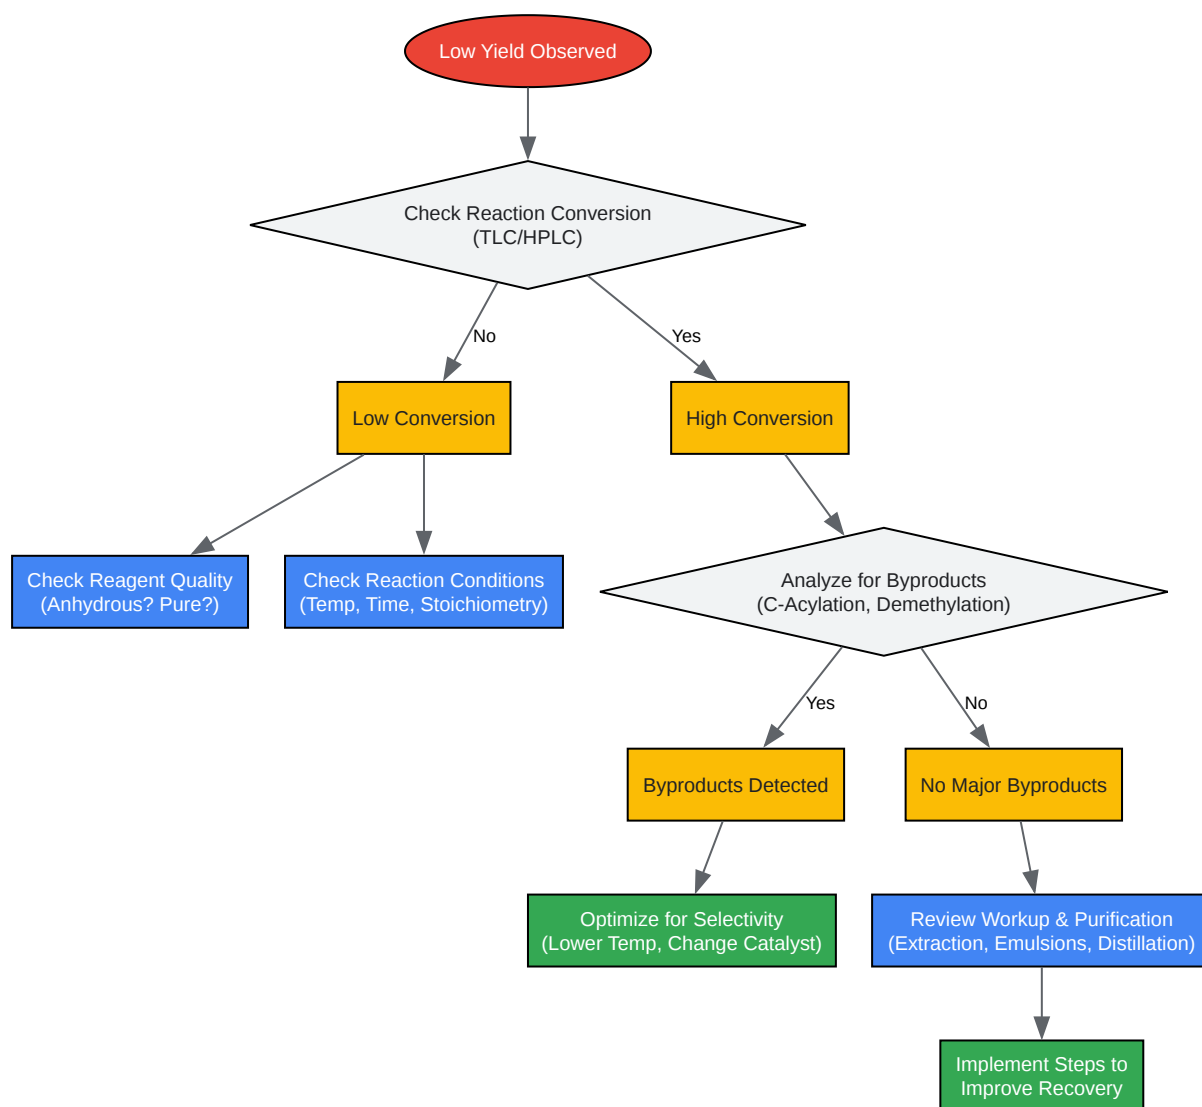 Low Yield Observed
Check Reaction Conversion
(TLC/HPLC)
No
Yes
Low Conversion
High Conversion
Check Reagent Quality
(Anhydrous? Pure?)
Check Reaction Conditions
(Temp, Time, Stoichiometry)
Analyze for Byproducts
(C-Acylation, Demethylation)
Yes
No
Byproducts Detected
No Major Byproducts
Optimize for Selectivity
(Lower Temp, Change Catalyst)
Review Workup & Purification
(Extraction, Emulsions, Distillation)
Implement Steps to
Improve Recovery